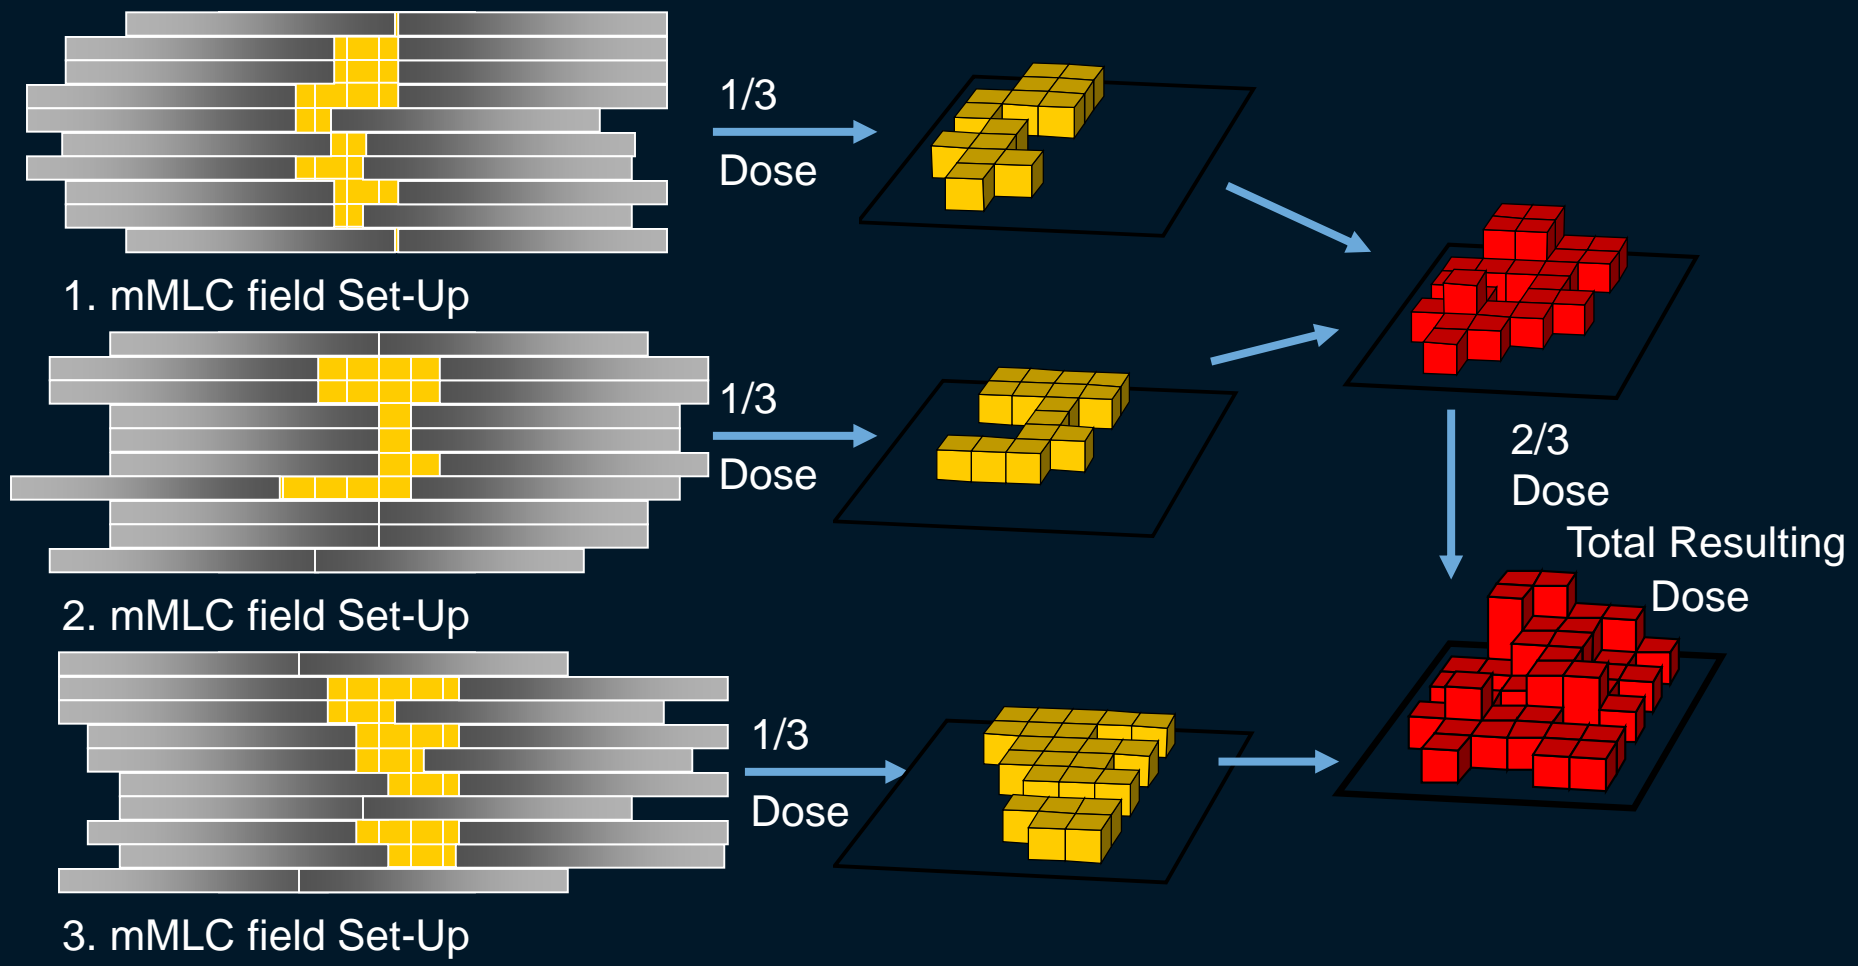 1/3
Dose
1. mMLC field Set-Up
1/3
Dose
2/3
Dose
Total Resulting
Dose
2. mMLC field Set-Up
1/3
Dose
3. mMLC field Set-Up